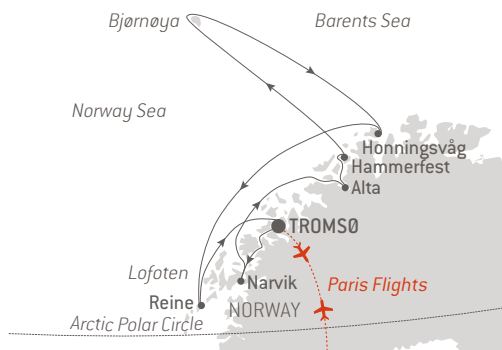 Bjørnøya
Barents Sea
Norway Sea
Honningsvåg
Hammerfest
Alta
TROMSØ
Lofoten
Narvik
Paris Flights
Reine
NORWAY
Arctic Polar Circle